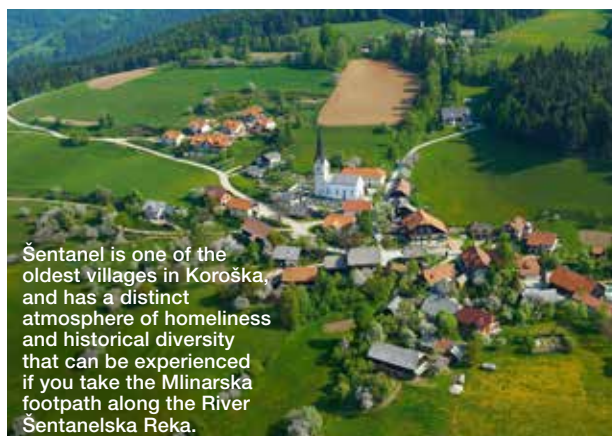 Šentanel is one of the
oldest villages in Koroška,
and has a distinct
atmosphere of homeliness
and historical diversity
that can be experienced
if you take the Mlinarska
footpath along the River
Šentanelska Reka.